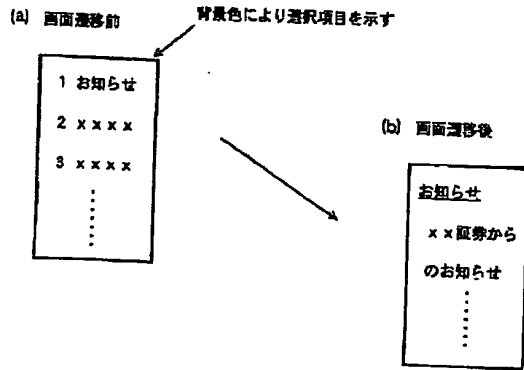 (a) 画面遷移前
背景色により選択項目を示す
1 お知らせ
2 ××××
3 ××××
(b) 画面遷移後
お知らせ
××証券から
のお知らせ